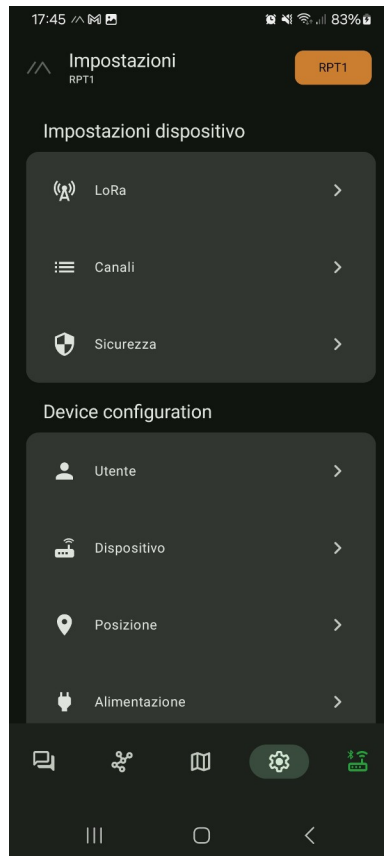 17:45 83%
Impostazioni
RPT1
RPT1
Impostazioni dispositivo
LoRa
Canali
Sicurezza
Device configuration
Utente
Dispositivo
Posizione
Alimentazione